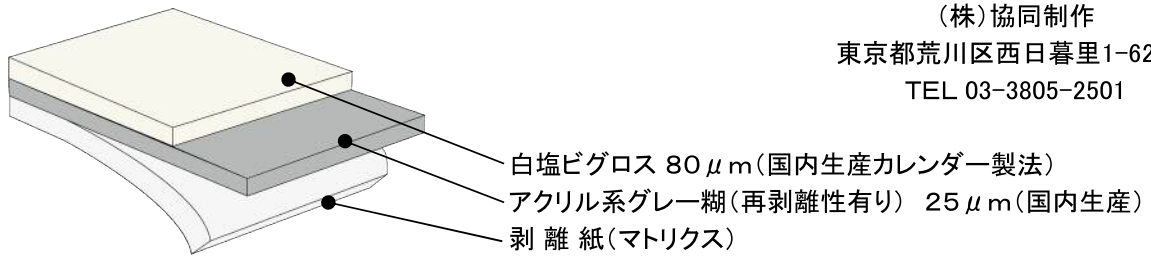 (株)協同制作
東京都荒川区西日暮里1-62
TEL 03-3805-2501
白塩ビグロス 80μm(国内生産カレンダー製法)
アクリル系グレー糊(再剥離性有り) 25μm(国内生産)
剥 離 紙(マトリクス)